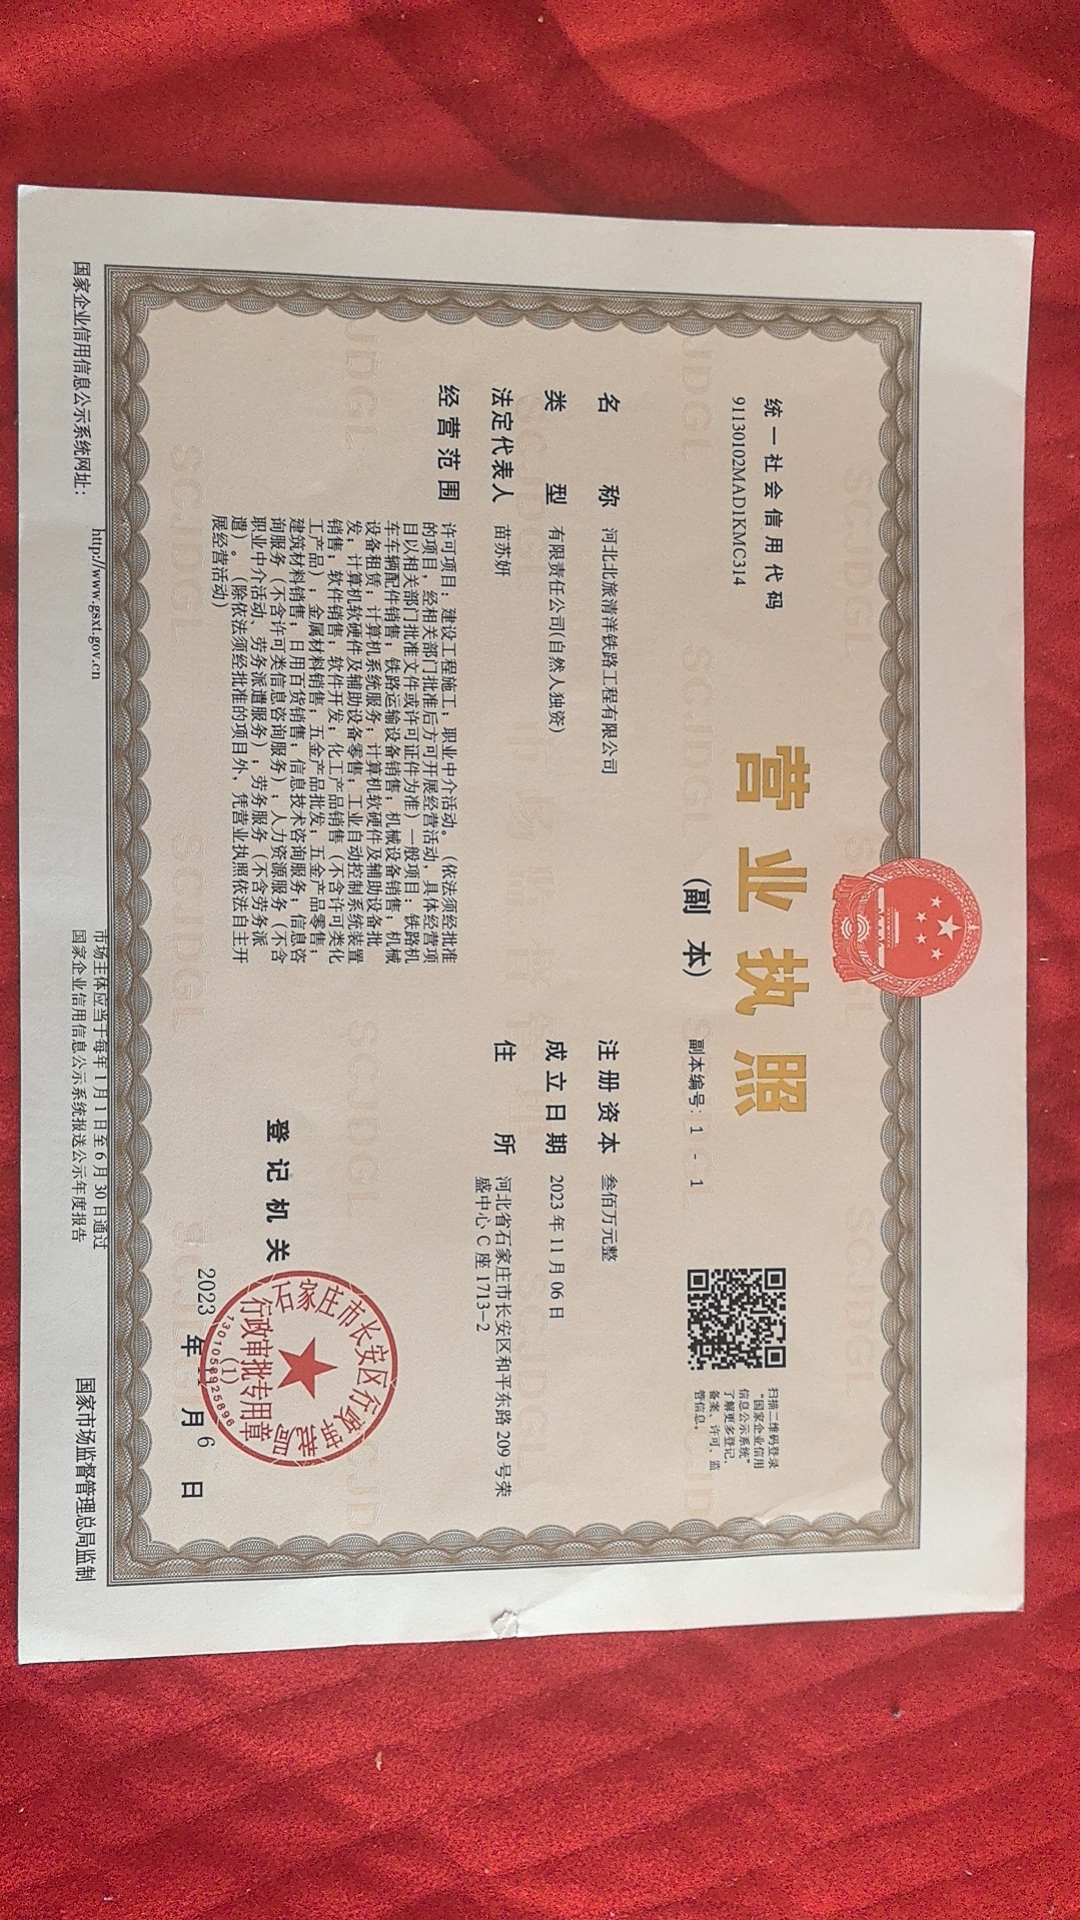 统一社会信用代码
91130102MAD1KMC314
营业执照
(副 本)
副本编号: 1 - 1
扫描二维码登录
“国家企业信用
信息公示系统”
了解更多登记、
备案、许可、监
管信息。
名 称 河北北旅清洋铁路工程有限公司
类 型 有限责任公司(自然人独资)
法定代表人 苗苏妍
经营范围 许可项目：建设工程施工；职业中介活动。（依法须经批准
的项目，经相关部门批准后方可开展经营活动，具体经营项
目以相关部门批准文件或许可证件为准）一般项目：铁路机
车车辆配件销售；铁路运输设备销售；机械设备销售；机械
设备租赁；计算机系统服务；计算机软硬件及辅助设备批
发；计算机软硬件及辅助设备零售；工业自动控制系统装置
销售；软件销售；软件开发；化工产品销售（不含许可类化
工产品）；金属材料销售；五金产品批发；五金产品零售；
建筑材料销售；日用百货销售；信息技术咨询服务；信息咨
询服务（不含许可类信息咨询服务）；人力资源服务（不含
职业中介活动、劳务派遣服务）；劳务服务（不含劳务派
遣）。（除依法须经批准的项目外，凭营业执照依法自主开
展经营活动）
注册资本 叁佰万元整
成立日期 2023 年 11 月 06 日
住 所 河北省石家庄市长安区和平东路 209 号荣
盛中心 C 座 1713-2
登记机关
石家庄市长安区行政审批局
行政审批专用章
(1)
2023 年 11 月 6 日
国家企业信用信息公示系统网址: http://www.gsxt.gov.cn
市场主体应当于每年 1 月 1 日至 6 月 30 日通过
国家企业信用信息公示系统报送公示年度报告
国家市场监督管理总局监制